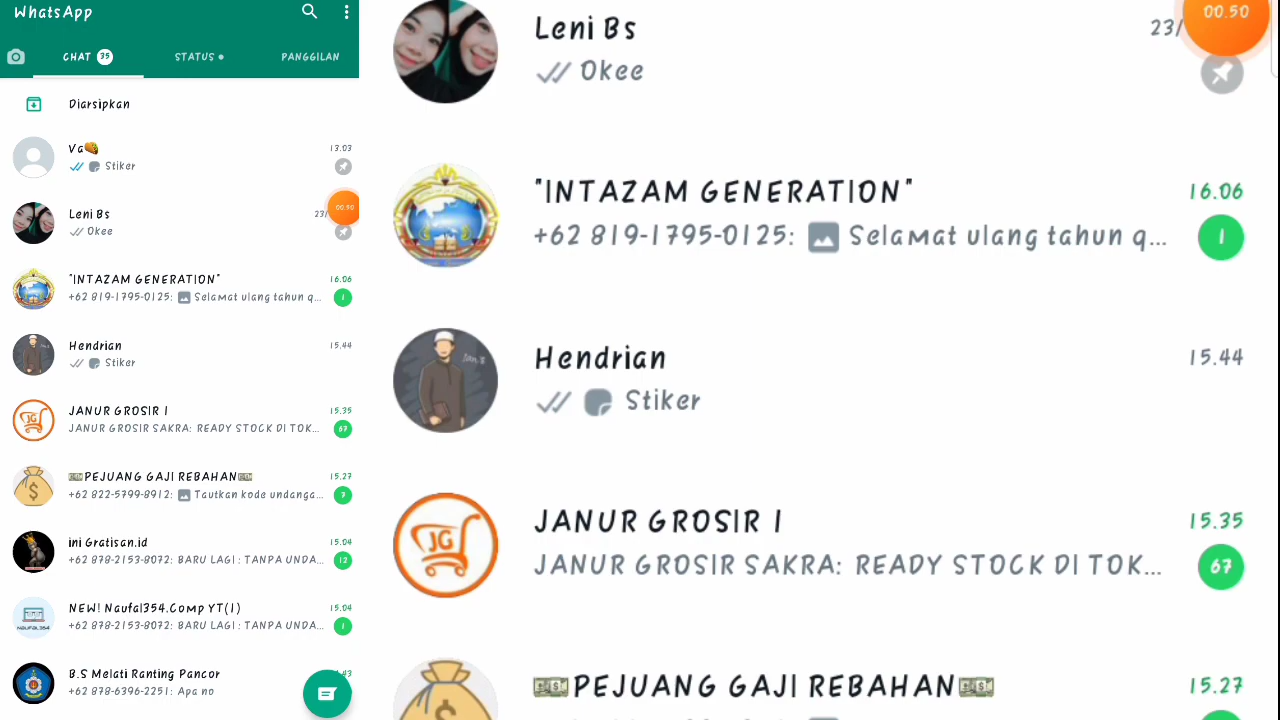 WhatsApp
CHAT 35 STATUS PANGGILAN
Diarsipkan
Va🌮 13.03
Stiker
Leni Bs 23/
00.50
Okee
"INTAZAM GENERATION" 16.06
+62 819-1795-0125: Selamat ulang tahun q... 1
Hendrian 15.44
Stiker
JANUR GROSIR 1 15.35
JANUR GROSIR SAKRA: READY STOCK DI TOK... 67
💵PEJUANG GAJI REBAHAN💵 15.27
+62 822-5799-8912: Tautkan kode undanga... 7
ini Gratisan.id 15.04
+62 878-2153-8072: BARU LAGI : TANPA UNDA... 12
NEW! Naufal354.Comp YT(1) 15.04
+62 878-2153-8072: BARU LAGI : TANPA UNDA... 1
NAUFAL354
B.S Melati Ranting Pancor
+62 878-6396-2251: Apa no
00.50
Leni Bs 23/
Okee
"INTAZAM GENERATION" 16.06
+62 819-1795-0125: Selamat ulang tahun q... 1
Hendrian 15.44
Stiker
JANUR GROSIR 1 15.35
JG
JANUR GROSIR SAKRA: READY STOCK DI TOK... 67
💵PEJUANG GAJI REBAHAN💵 15.27